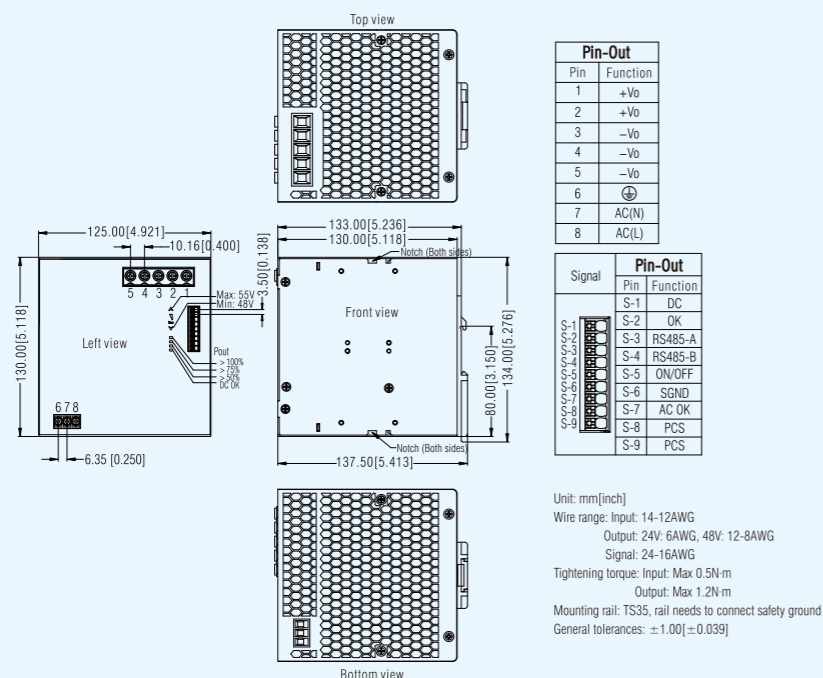 Top view
Pin-Out
Pin Function
1 +Vo
2 +Vo
3 −Vo
4 −Vo
5 −Vo
6
7 AC(N)
8 AC(L)
125.00[4.921]
10.16[0.400]
130.00[5.118]
5 4 3 2 1
Max: 55V
Min: 48V
3.50[0.138]
Left view
Pout
> 100%
> 75%
> 50%
DC OK
6 7 8
6.35 [0.250]
133.00[5.236]
130.00[5.118]
Notch (Both sides)
Front view
80.00[3.150]
134.00[5.276]
Notch (Both sides)
137.50[5.413]
Signal
Pin-Out
Pin Function
S-1 DC
S-2 OK
S-3 RS485-A
S-4 RS485-B
S-5 ON/OFF
S-6 SGND
S-7 AC OK
S-8 PCS
S-9 PCS
S-1
S-2
S-3
S-4
S-5
S-6
S-7
S-8
S-9
Unit: mm[inch]
Wire range: Input: 14-12AWG
Output: 24V: 6AWG, 48V: 12-8AWG
Signal: 24-16AWG
Tightening torque: Input: Max 0.5N·m
Output: Max 1.2N·m
Mounting rail: TS35, rail needs to connect safety ground
General tolerances: ±1.00[±0.039]
Bottom view